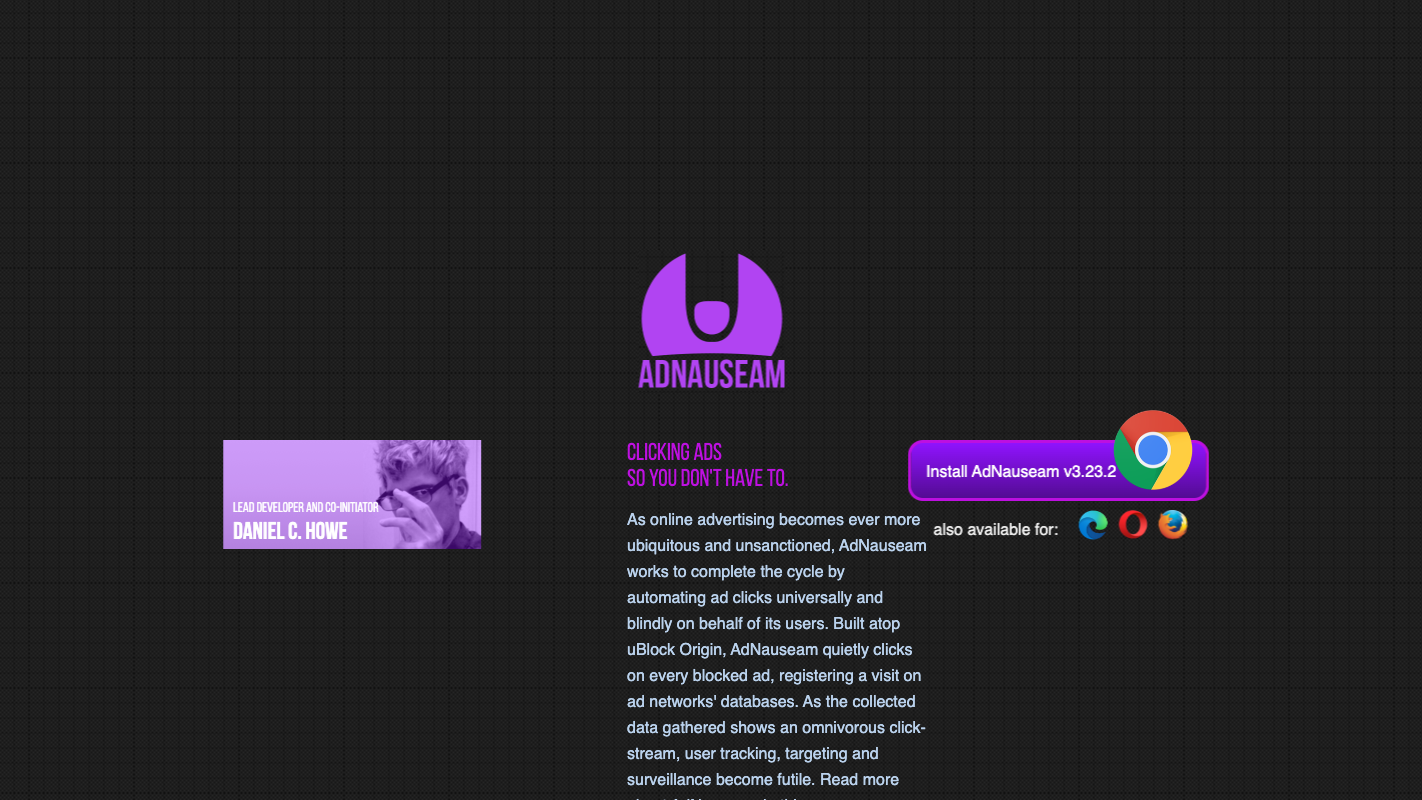 ADNAUSEAM
LEAD DEVELOPER AND CO-INITIATOR
DANIEL C. HOWE
CLICKING ADS
SO YOU DON'T HAVE TO.
As online advertising becomes ever more
ubiquitous and unsanctioned, AdNauseam
works to complete the cycle by
automating ad clicks universally and
blindly on behalf of its users. Built atop
uBlock Origin, AdNauseam quietly clicks
on every blocked ad, registering a visit on
ad networks' databases. As the collected
data gathered shows an omnivorous click-
stream, user tracking, targeting and
surveillance become futile. Read more
Install AdNauseam v3.23.2
also available for: